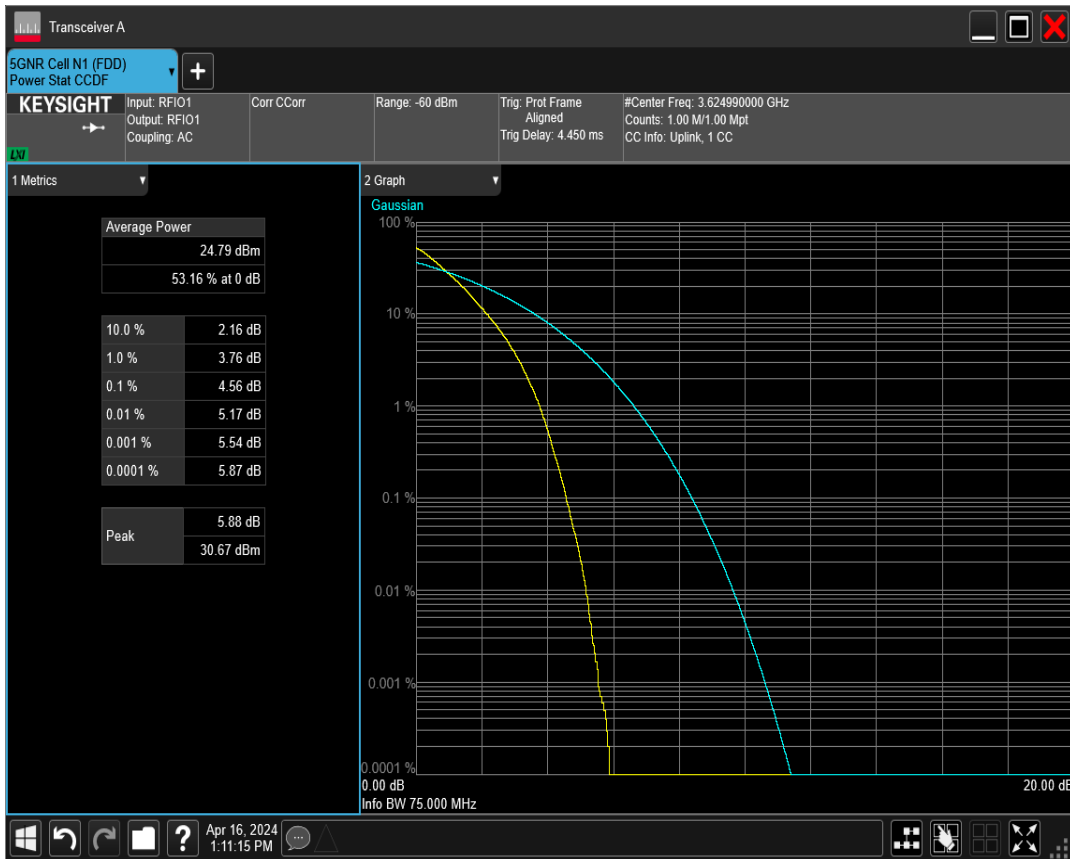 Transceiver A
5GNR Cell N1 (FDD)
Power Stat CCDF
+
KEYSIGHT
LXI
Input: RFIO1
Output: RFIO1
Coupling: AC
Corr CCorr
Range: -60 dBm
Trig: Prot Frame
Aligned
Trig Delay: 4.450 ms
#Center Freq: 3.624990000 GHz
Counts: 1.00 M/1.00 Mpt
CC Info: Uplink, 1 CC
1 Metrics
Average Power
24.79 dBm
53.16 % at 0 dB
10.0 % 2.16 dB
1.0 % 3.76 dB
0.1 % 4.56 dB
0.01 % 5.17 dB
0.001 % 5.54 dB
0.0001 % 5.87 dB
Peak
5.88 dB
30.67 dBm
2 Graph
Gaussian
100 %
10 %
1 %
0.1 %
0.01 %
0.001 %
0.0001 %
0.00 dB 20.00 dB
Info BW 75.000 MHz
?
Apr 16, 2024
1:11:15 PM